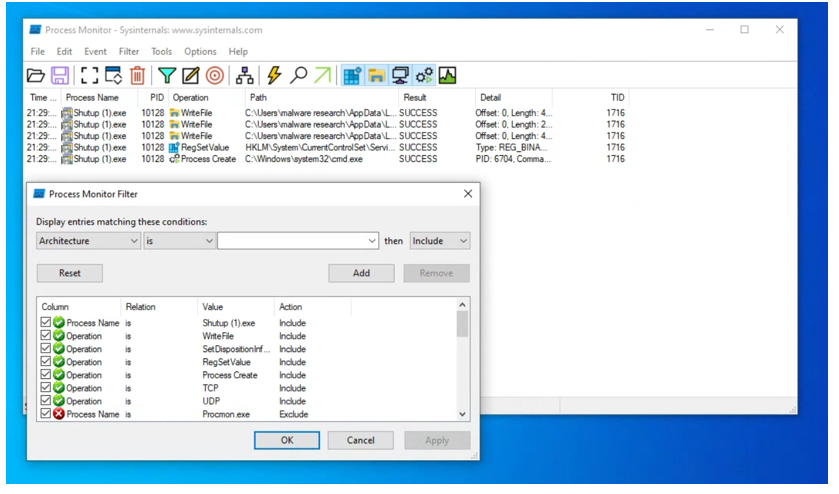 Process Monitor - Sysinternals: www.sysinternals.com
File Edit Event Filter Tools Options Help
Time ... Process Name PID Operation Path Result Detail TID
21:29:... Shutup (1).exe 10128 WriteFile C:\Users\malware research\AppData\L... SUCCESS Offset: 0, Length: 4... 1716
21:29:... Shutup (1).exe 10128 WriteFile C:\Users\malware research\AppData\L... SUCCESS Offset: 0, Length: 2... 1716
21:29:... Shutup (1).exe 10128 WriteFile C:\Users\malware research\AppData\L... SUCCESS Offset: 0, Length: 4... 1716
21:29:... Shutup (1).exe 10128 RegSetValue HKLM\System\CurrentControlSet\Servi... SUCCESS Type: REG_BINA... 1716
21:29:... Shutup (1).exe 10128 Process Create C:\Windows\system32\cmd.exe SUCCESS PID: 6704, Comma... 1716
Process Monitor Filter
Display entries matching these conditions:
Architecture is then Include
Reset Add Remove
Column Relation Value Action
Process Name is Shutup (1).exe Include
Operation is WriteFile Include
Operation is SetDispositionInf... Include
Operation is RegSetValue Include
Operation is Process Create Include
Operation is TCP Include
Operation is UDP Include
Process Name is Procmon.exe Exclude
OK Cancel Apply